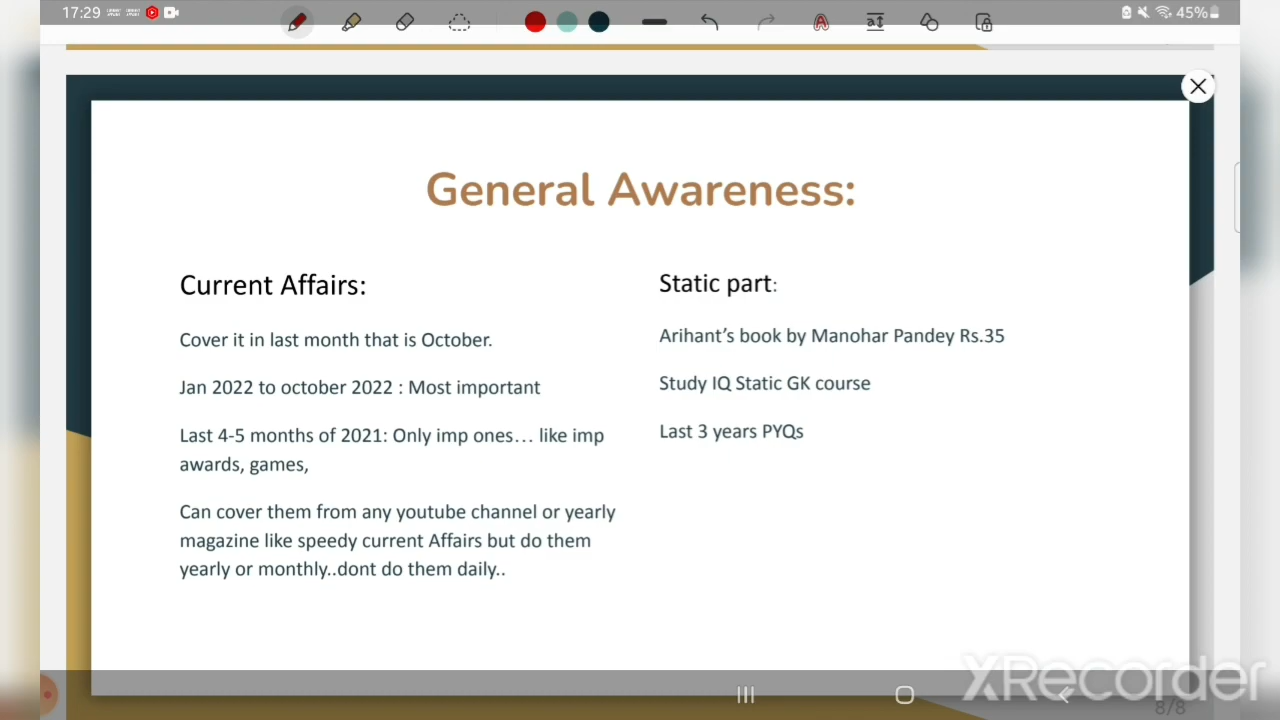 17:29
45%
General Awareness:
Current Affairs:
Cover it in last month that is October.
Jan 2022 to october 2022 : Most important
Last 4-5 months of 2021: Only imp ones... like imp
awards, games,
Can cover them from any youtube channel or yearly
magazine like speedy current Affairs but do them
yearly or monthly..dont do them daily..
Static part:
Arihant's book by Manohar Pandey Rs.35
Study IQ Static GK course
Last 3 years PYQs
XRecorder
8/8